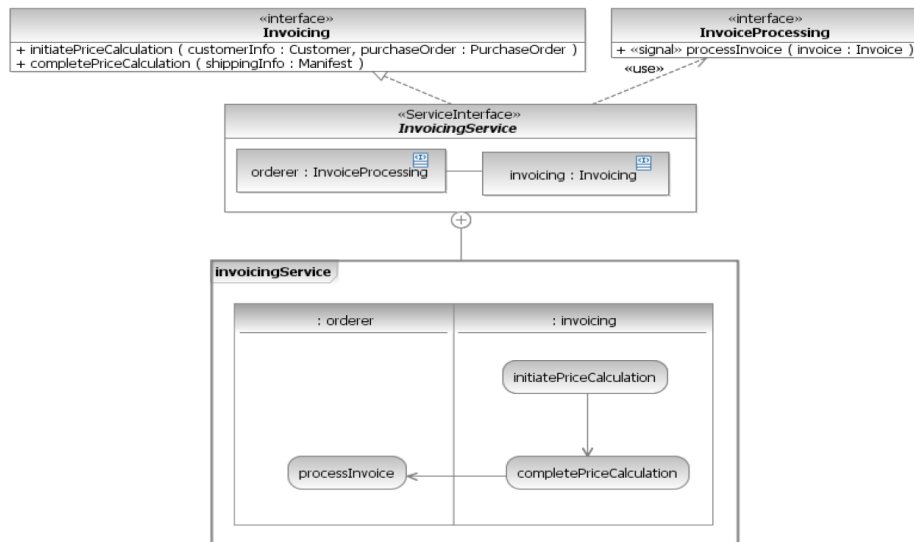 «interface»
Invoicing
+ initiatePriceCalculation ( customerInfo : Customer, purchaseOrder : PurchaseOrder )
+ completePriceCalculation ( shippingInfo : Manifest )
«interface»
InvoiceProcessing
+ «signal» processInvoice ( invoice : Invoice )
«use»
«ServiceInterface»
InvoicingService
orderer : InvoiceProcessing
invoicing : Invoicing
invoicingService
: orderer
: invoicing
initiatePriceCalculation
processInvoice
completePriceCalculation